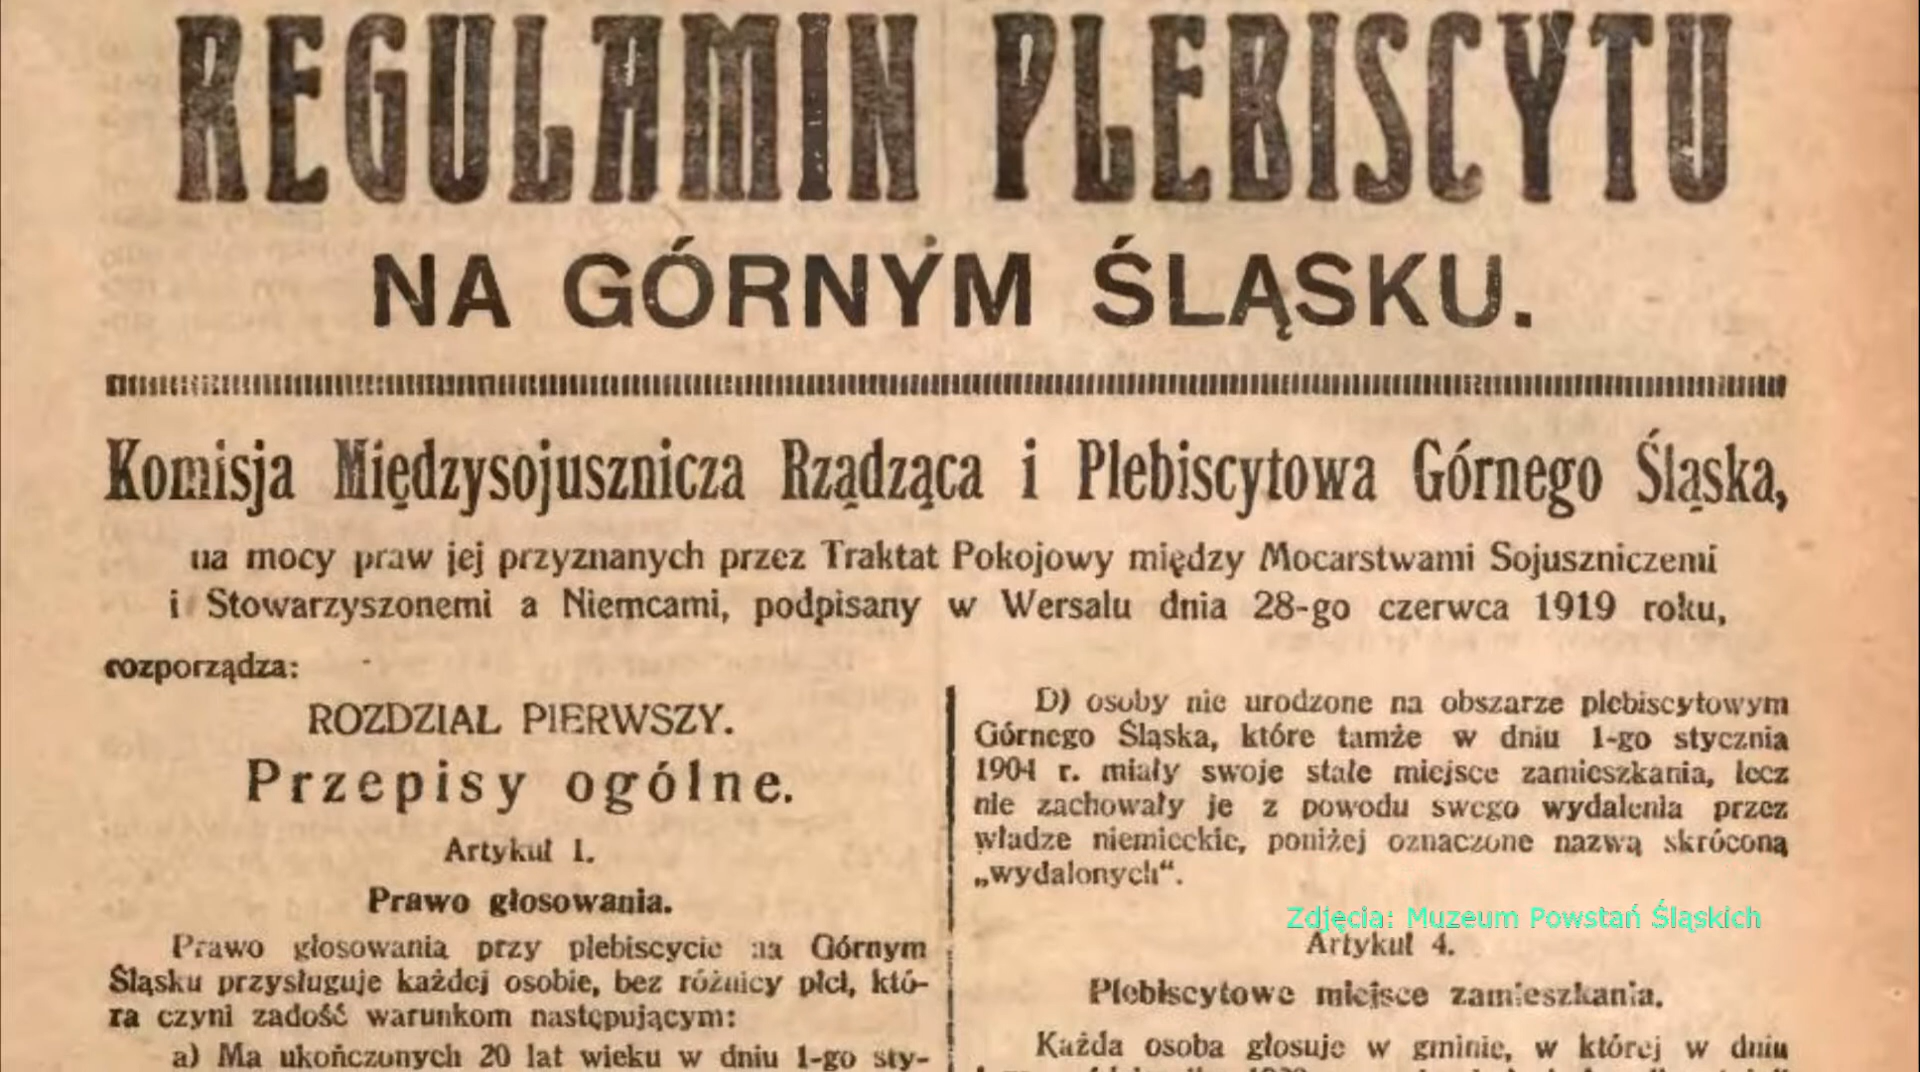 REGULAMIN PLEBISCYTU
NA GÓRNYM ŚLĄSKU.
Komisja Międzysojusznicza Rządząca i Plebiscytowa Górnego Śląska,
na mocy praw jej przyznanych przez Traktat Pokojowy między Mocarstwami Sojuszniczemi
i Stowarzyszonemi a Niemcami, podpisany w Wersalu dnia 28-go czerwca 1919 roku,
rozporządza:
ROZDZIAŁ PIERWSZY.
Przepisy ogólne.
Artykuł 1.
Prawo głosowania.
Prawo głosowania przy plebiscycie na Górnym
Śląsku przysługuje każdej osobie, bez różnicy płci, któ-
ra czyni zadość warunkom następującym:
a) Ma ukończonych 20 lat wieku w dniu 1-go sty-
D) osoby nie urodzone na obszarze plebiscytowym
Górnego Śląska, które tamże w dniu 1-go stycznia
1904 r. miały swoje stałe miejsce zamieszkania, lecz
nie zachowały je z powodu swego wydalenia przez
władze niemieckie, poniżej oznaczone nazwą skróconą
„wydalonych“.
Zdjęcia: Muzeum Powstań Śląskich
Artykuł 4.
Plebiscytowe miejsce zamieszkania.
Każda osoba głosuje w gminie, w której w dniu